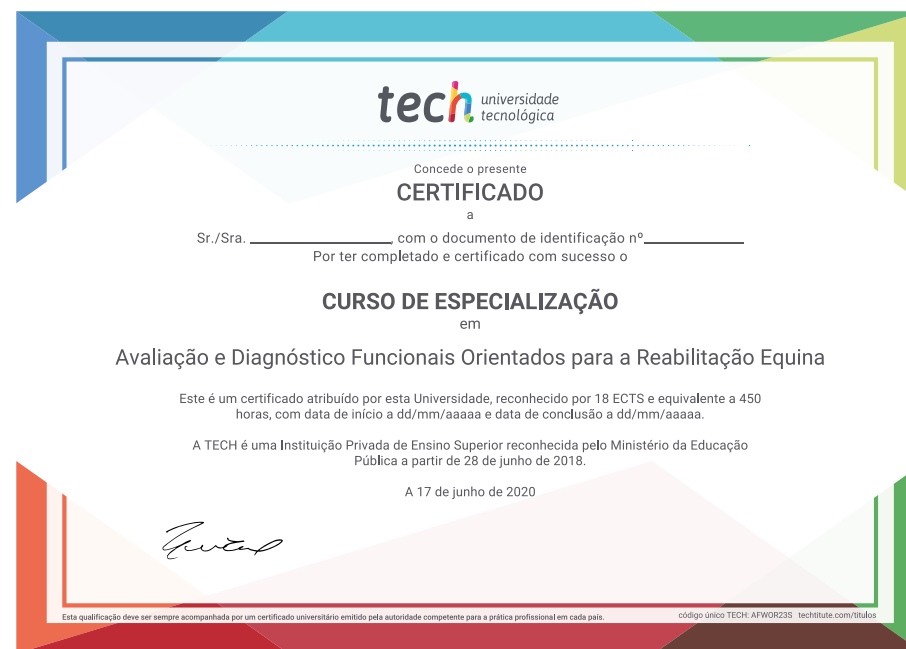 tech universidade
tecnológica
Concede o presente
CERTIFICADO
a
Sr./Sra. ________________, com o documento de identificação nº____________
Por ter completado e certificado com sucesso o
CURSO DE ESPECIALIZAÇÃO
em
Avaliação e Diagnóstico Funcionais Orientados para a Reabilitação Equina
Este é um certificado atribuído por esta Universidade, reconhecido por 18 ECTS e equivalente a 450
horas, com data de início a dd/mm/aaaaa e data de conclusão a dd/mm/aaaaa.
A TECH é uma Instituição Privada de Ensino Superior reconhecida pelo Ministério da Educação
Pública a partir de 28 de junho de 2018.
A 17 de junho de 2020
Esta qualificação deve ser sempre acompanhada por um certificado universitário emitido pela autoridade competente para a prática profissional em cada país.
código único TECH: AFWOR23S techtitute.com/titulos